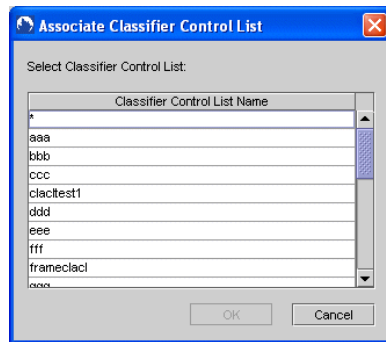 Associate Classifier Control List
Select Classifier Control List:
Classifier Control List Name
*
aaa
bbb
ccc
clacltest1
ddd
eee
fff
frameclacl
ggg
OK
Cancel